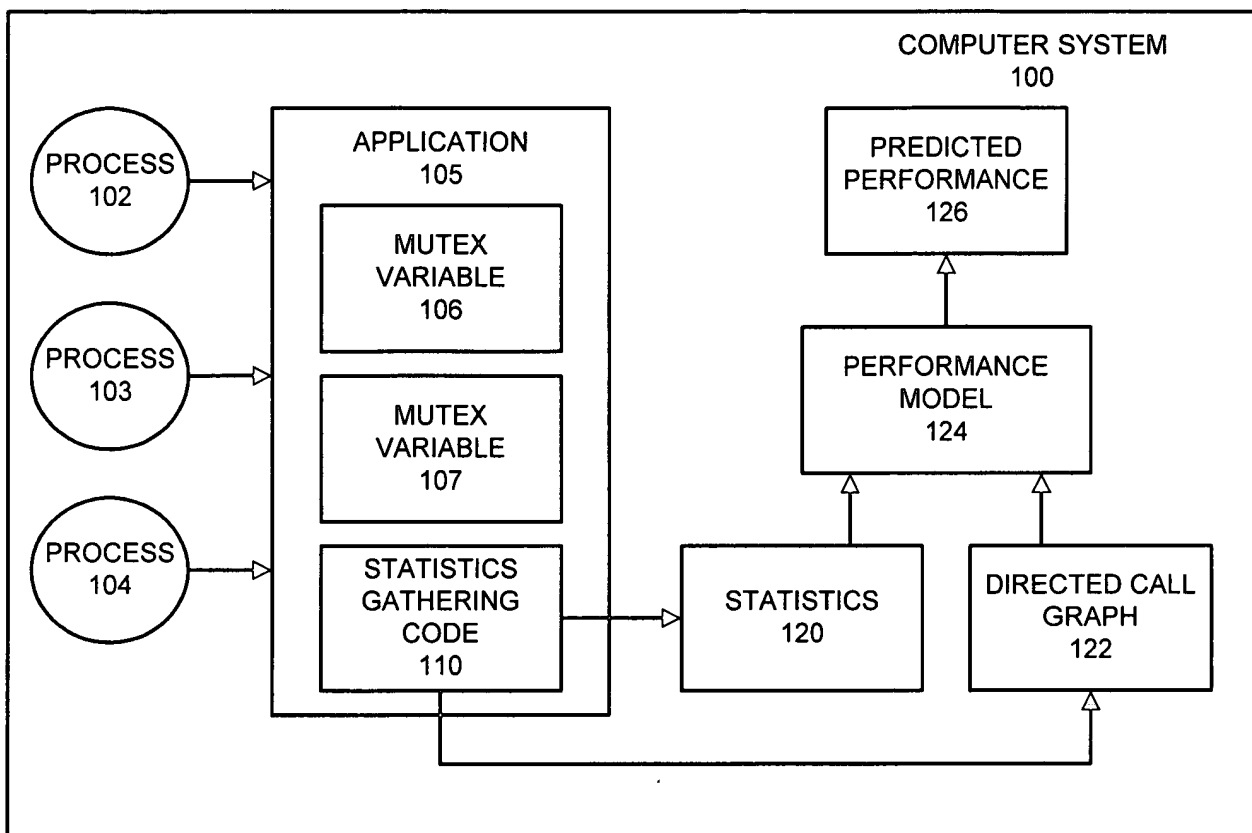 COMPUTER SYSTEM
100
PROCESS
102
APPLICATION
105
PREDICTED
PERFORMANCE
126
MUTEX
VARIABLE
106
PROCESS
103
PERFORMANCE
MODEL
124
MUTEX
VARIABLE
107
PROCESS
104
STATISTICS
GATHERING
CODE
110
STATISTICS
120
DIRECTED CALL
GRAPH
122